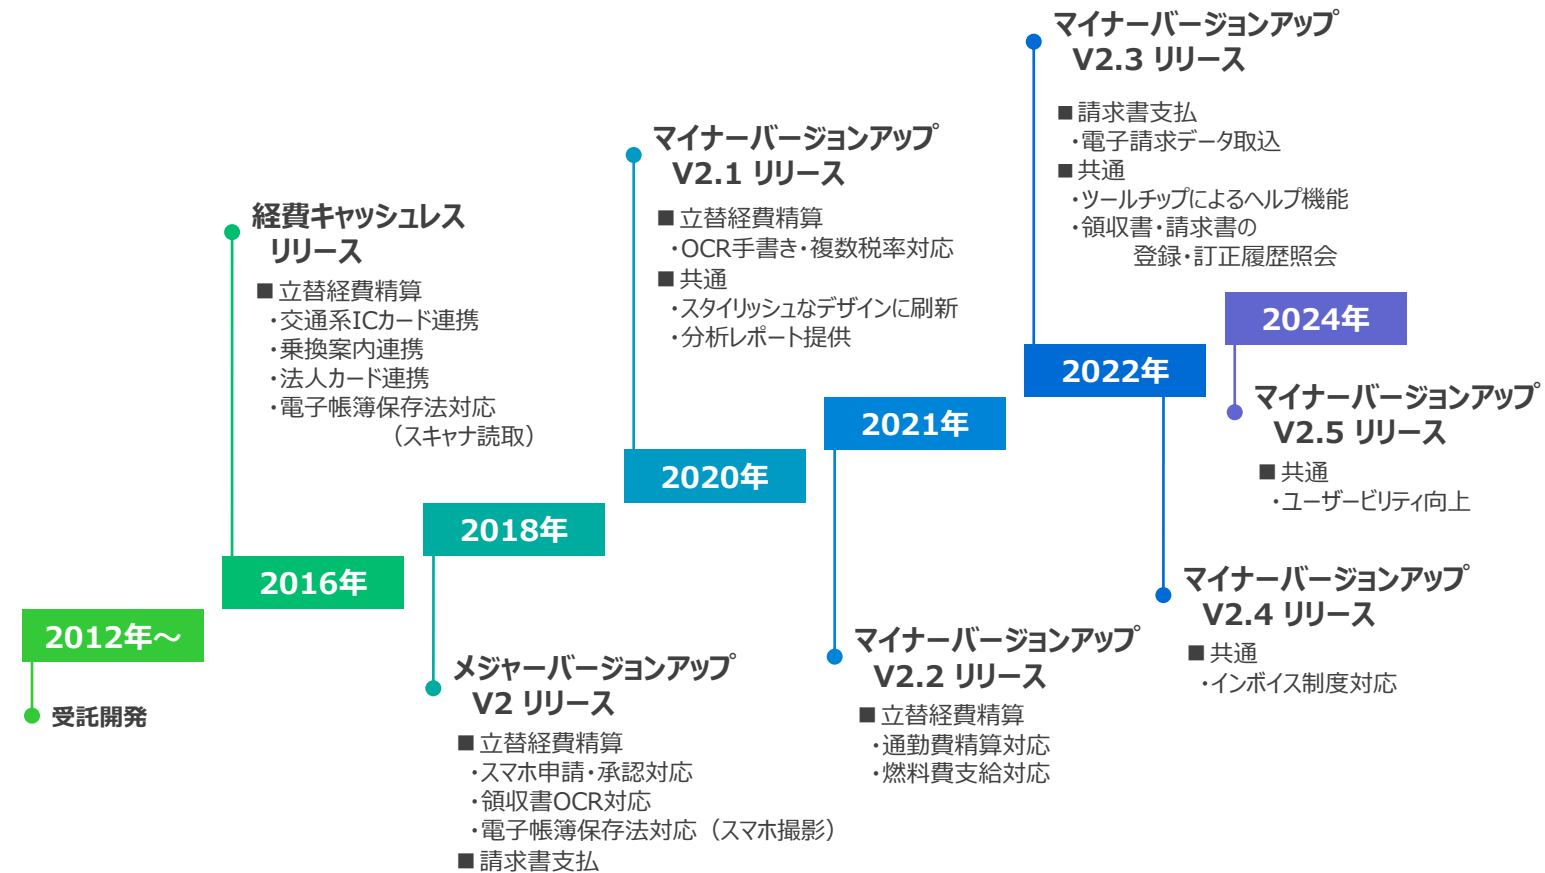 2012年～
受託開発
2016年
経費キャッシュレス
リリース
■ 立替経費精算
・交通系ICカード連携
・乗換案内連携
・法人カード連携
・電子帳簿保存法対応
（スキャナ読取）
2018年
メジャーバージョンアップ
V2 リリース
■ 立替経費精算
・スマホ申請・承認対応
・領収書OCR対応
・電子帳簿保存法対応（スマホ撮影）
■ 請求書支払
2020年
マイナーバージョンアップ
V2.1 リリース
■ 立替経費精算
・OCR手書き・複数税率対応
■ 共通
・スタイリッシュなデザインに刷新
・分析レポート提供
2021年
マイナーバージョンアップ
V2.2 リリース
■ 立替経費精算
・通勤費精算対応
・燃料費支給対応
2022年
マイナーバージョンアップ
V2.3 リリース
■ 請求書支払
・電子請求データ取込
■ 共通
・ツールチップによるヘルプ機能
・領収書・請求書の
登録・訂正履歴照会
マイナーバージョンアップ
V2.4 リリース
■ 共通
・インボイス制度対応
2024年
マイナーバージョンアップ
V2.5 リリース
■ 共通
・ユーザービリティ向上